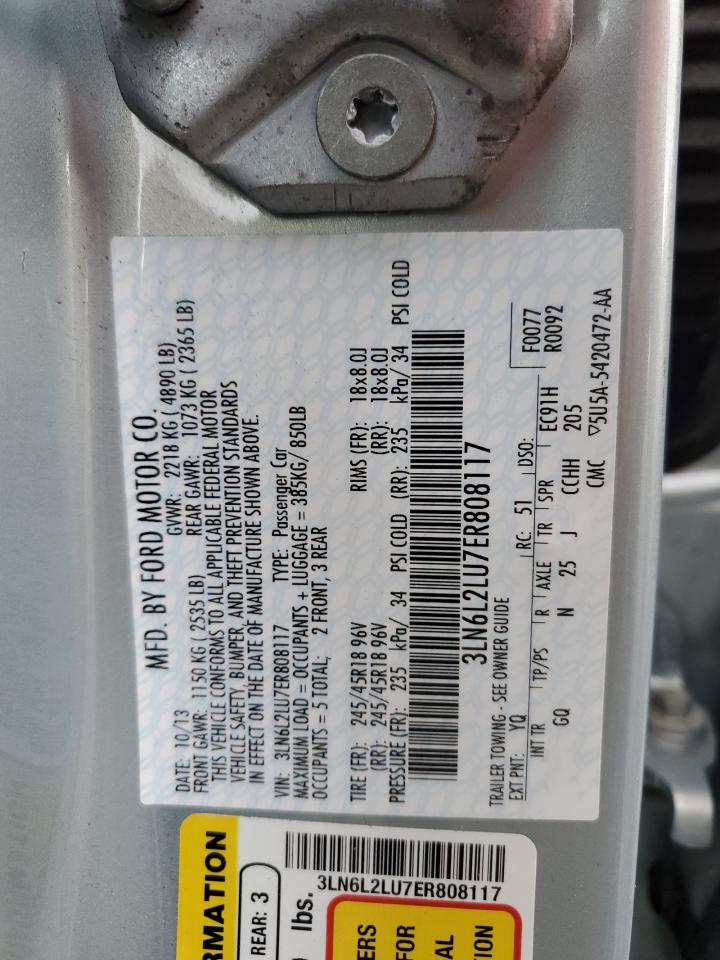 MFD. BY FORD MOTOR CO.
DATE: 10/13 GVWR: 2218 KG ( 4890 LB)
FRONT GAWR: 1150 KG ( 2535 LB) REAR GAWR: 1073 KG ( 2365 LB)
THIS VEHICLE CONFORMS TO ALL APPLICABLE FEDERAL MOTOR
VEHICLE SAFETY, BUMPER, AND THEFT PREVENTION STANDARDS
IN EFFECT ON THE DATE OF MANUFACTURE SHOWN ABOVE.
VIN: 3LN6L2LU7ER808117 TYPE: Passenger Car
MAXIMUM LOAD = OCCUPANTS + LUGGAGE = 385KG/ 850LB
OCCUPANTS = 5 TOTAL; 2 FRONT, 3 REAR
TIRE (FR): 245/45R18 96V RIMS (FR): 18x8.0J
(RR): 245/45R18 96V (RR): 18x8.0J
PRESSURE (FR): 235 kPa/ 34 PSI COLD (RR): 235 kPa/ 34 PSI COLD
3LN6L2LU7ER808117
TRAILER TOWING - SEE OWNER GUIDE F0077
EXT PNT: YQ RC: 51 DSO: R0092
INT TR TP/PS R AXLE TR SPR EC91H
GQ N 25 J CCHH 205
CMC ▽5U5A-5420472-AA
RMATION
REAR: 3
lbs.
3LN6L2LU7ER808117
ERS
FOR
AL
TION